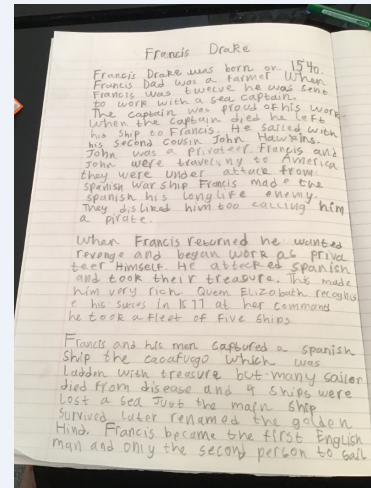 Francis Drake
Francis Drake was born on 1540.
Francis Dad was a farmer When
Francis was twelve he was sent
to work with a sea captain.
The captain was proud of his work
When the captain died he left
his ship to Francis. He sailed with
his second cousin John Hawkins.
John was a privateer Francis and
John were traveling to America
they were under attack from
spanish war ship Francis made the
spanish his longlife enemy.
They disliked him too calling him
a pirate.
When Francis returned he wanted
revenge and began work as priva
teer Himself. He attecked spanish
and took their treasure. This made
him very rich Queen Elizabath recognis
e his succes in 1577 at her command
he took a fleet of five ships
Francis and his men captured a spanish
ship the cacafuego which was
ladden with treasure but many sailor
died from disease and 4 ships were
lost a sea Just the main ship
survived later renamed the golden
Hind. Francis became the first English
man and only the second person to sail